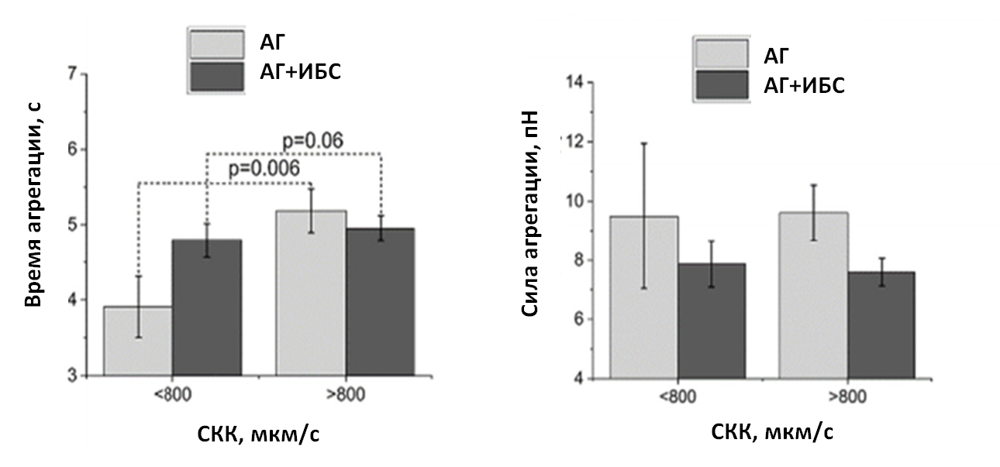 АГ
АГ+ИБС
Время агрегации, с
7
6
5
4
3
p=0.06
p=0.006
<800
>800
СКК, мкм/с
АГ
АГ+ИБС
Сила агрегации, пН
14
12
10
8
6
4
<800
>800
СКК, мкм/с